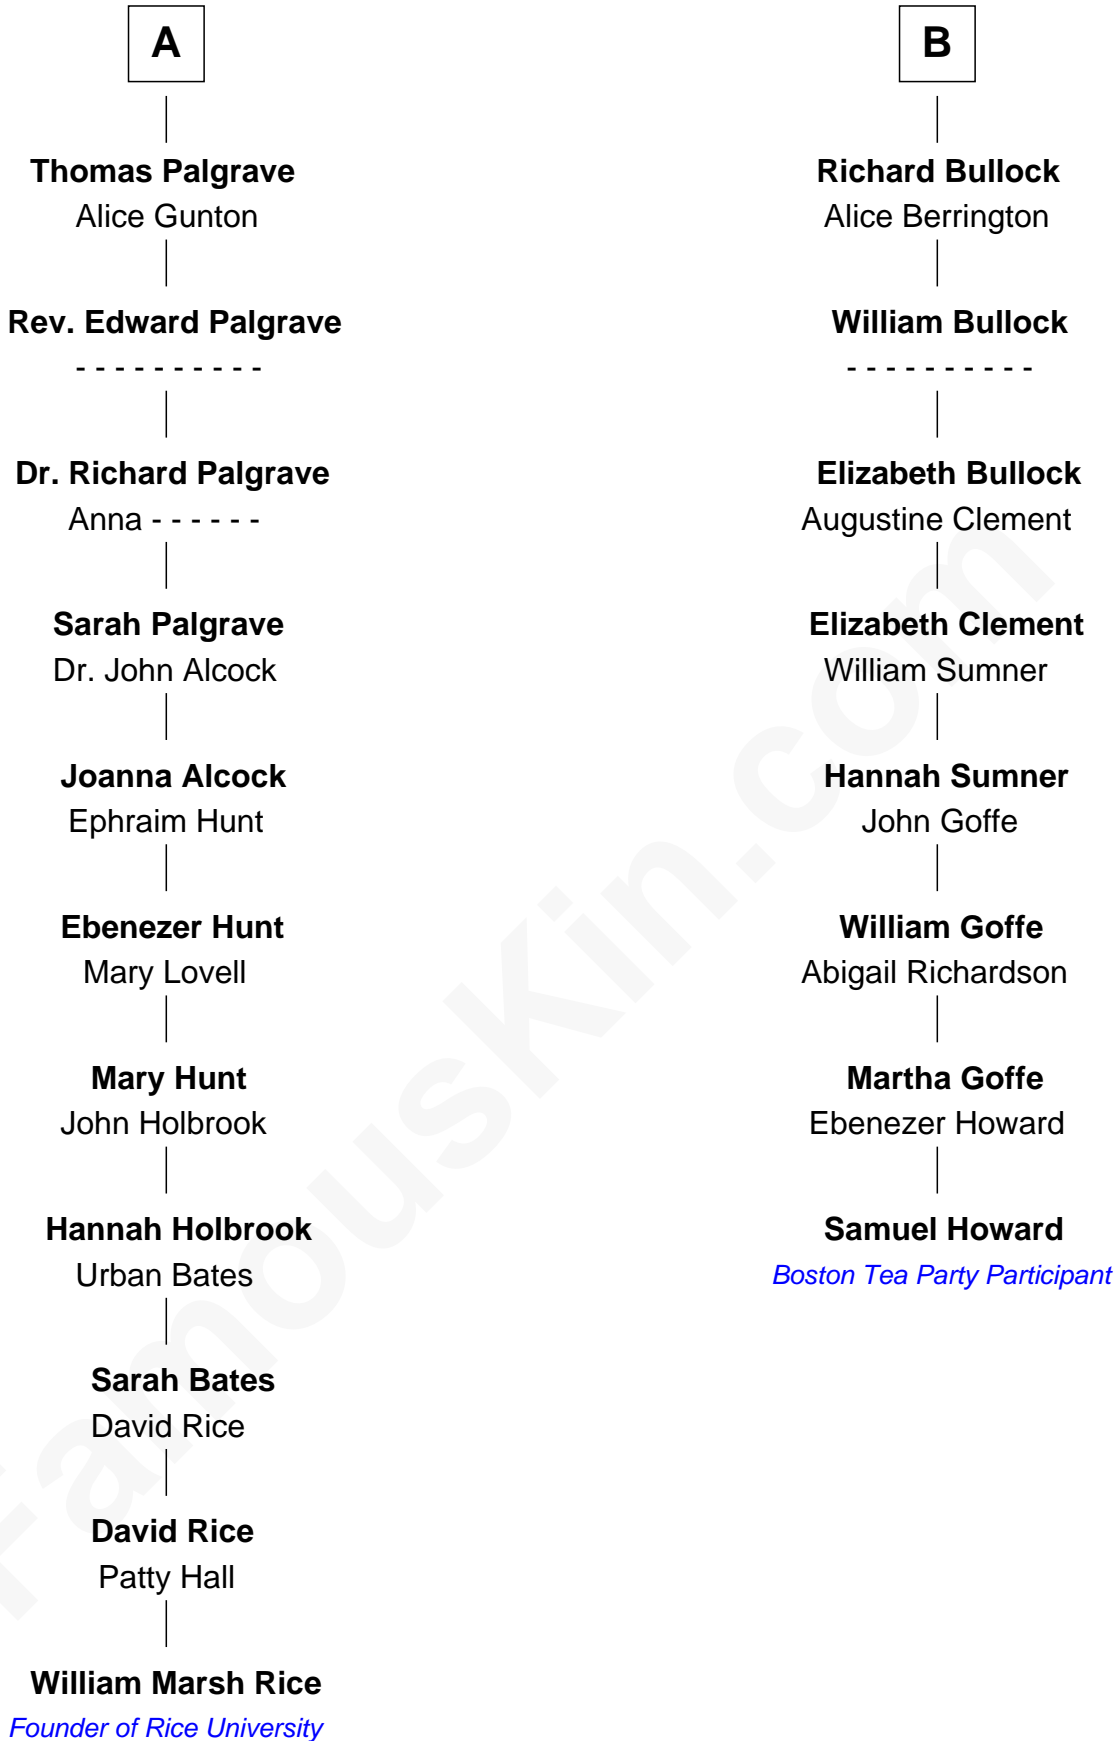 A
Thomas Palgrave
Alice Gunton
Rev. Edward Palgrave
- - - - - - - - - -
Dr. Richard Palgrave
Anna - - - - - -
Sarah Palgrave
Dr. John Alcock
Joanna Alcock
Ephraim Hunt
Ebenezer Hunt
Mary Lovell
Mary Hunt
John Holbrook
Hannah Holbrook
Urban Bates
Sarah Bates
David Rice
David Rice
Patty Hall
William Marsh Rice
Founder of Rice University
B
Richard Bullock
Alice Berrington
William Bullock
- - - - - - - - - -
Elizabeth Bullock
Augustine Clement
Elizabeth Clement
William Sumner
Hannah Sumner
John Goffe
William Goffe
Abigail Richardson
Martha Goffe
Ebenezer Howard
Samuel Howard
Boston Tea Party Participant
FamousKin.com